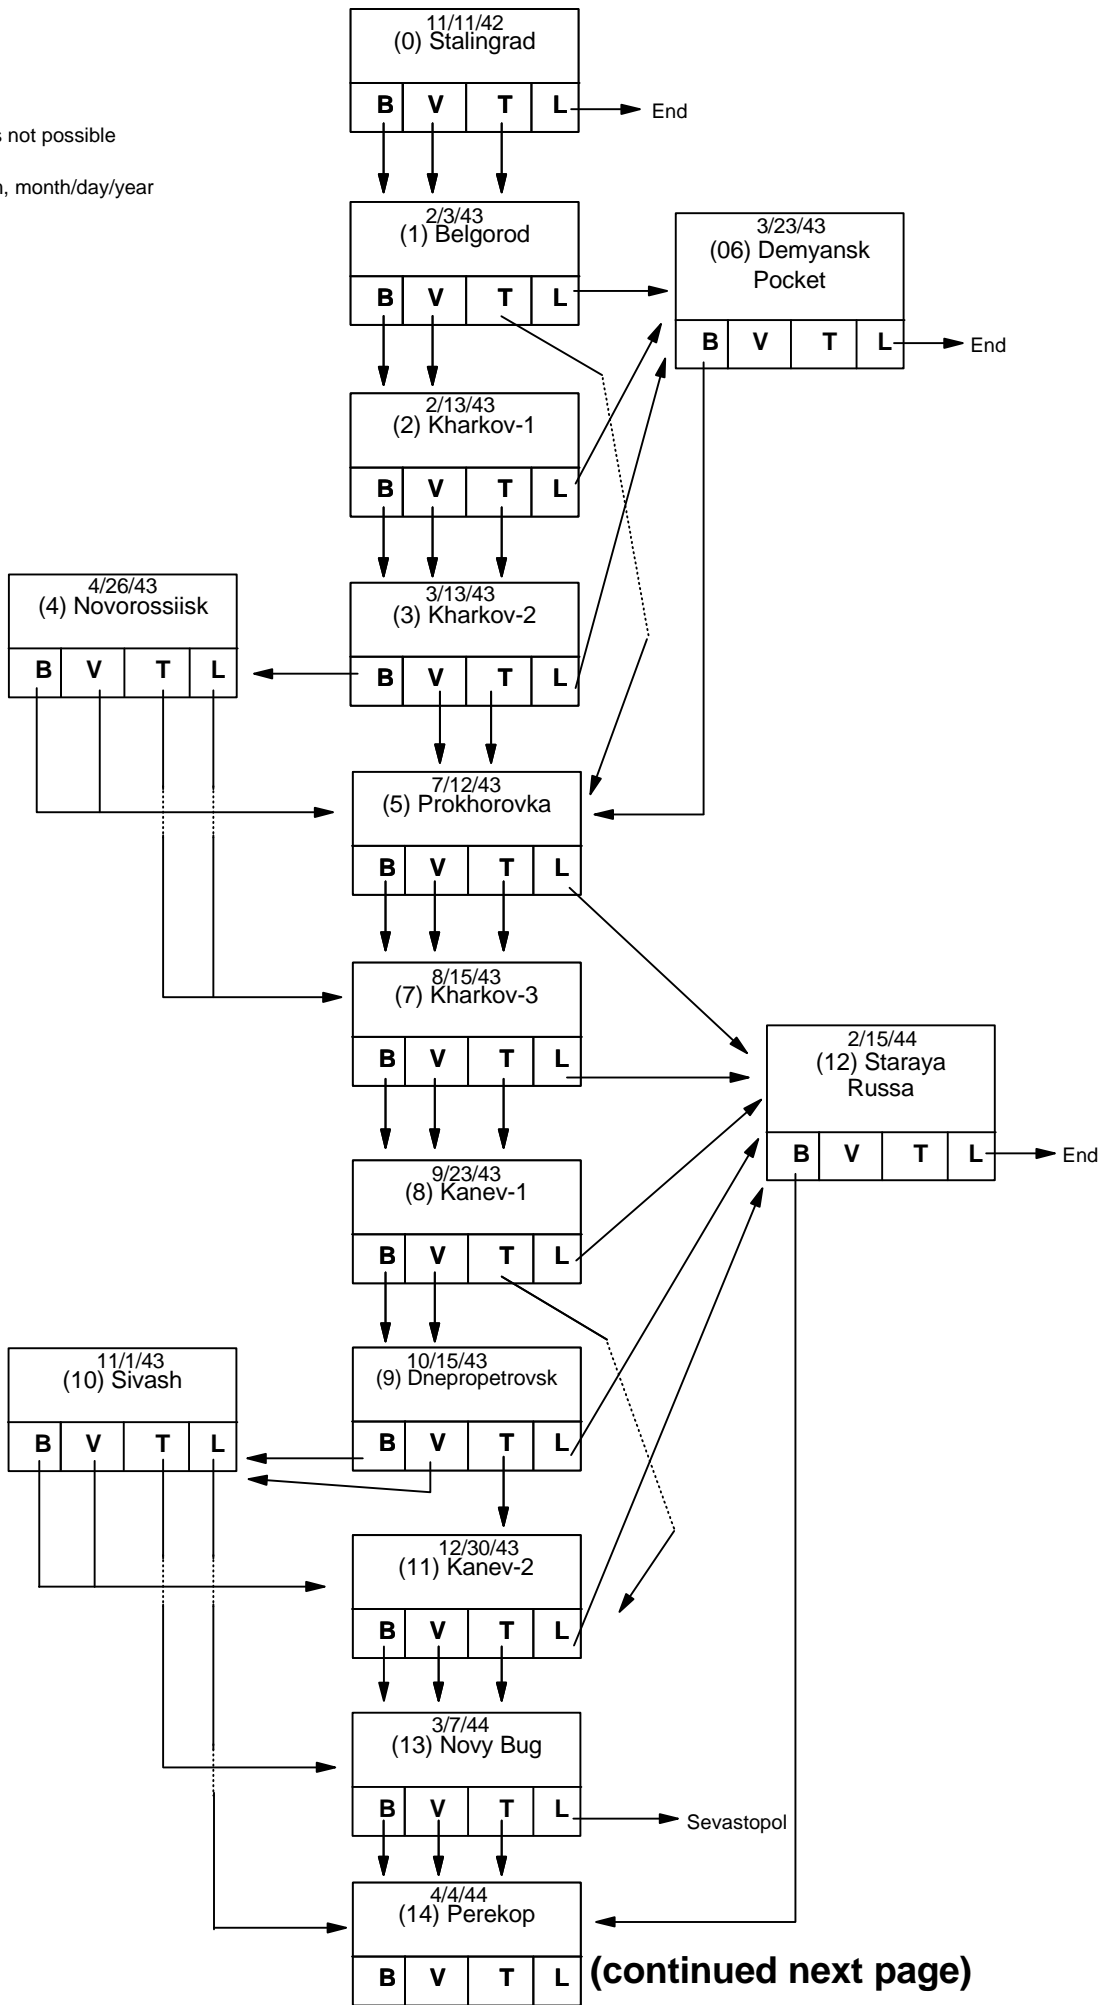 11/11/42
(0) Stalingrad
B V T L
End
s not possible
n, month/day/year
2/3/43
(1) Belgorod
B V T L
3/23/43
(06) Demyansk
Pocket
B V T L
End
2/13/43
(2) Kharkov-1
B V T L
4/26/43
(4) Novorossiisk
B V T L
3/13/43
(3) Kharkov-2
B V T L
7/12/43
(5) Prokhorovka
B V T L
8/15/43
(7) Kharkov-3
B V T L
2/15/44
(12) Staraya
Russa
B V T L
End
9/23/43
(8) Kanev-1
B V T L
11/1/43
(10) Sivash
B V T L
10/15/43
(9) Dnepropetrovsk
B V T L
12/30/43
(11) Kanev-2
B V T L
3/7/44
(13) Novy Bug
B V T L
Sevastopol
4/4/44
(14) Perekop
B V T L
(continued next page)